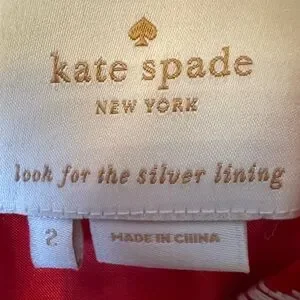 kate spade
NEW YORK
look for the silver lining
2
MADE IN CHINA